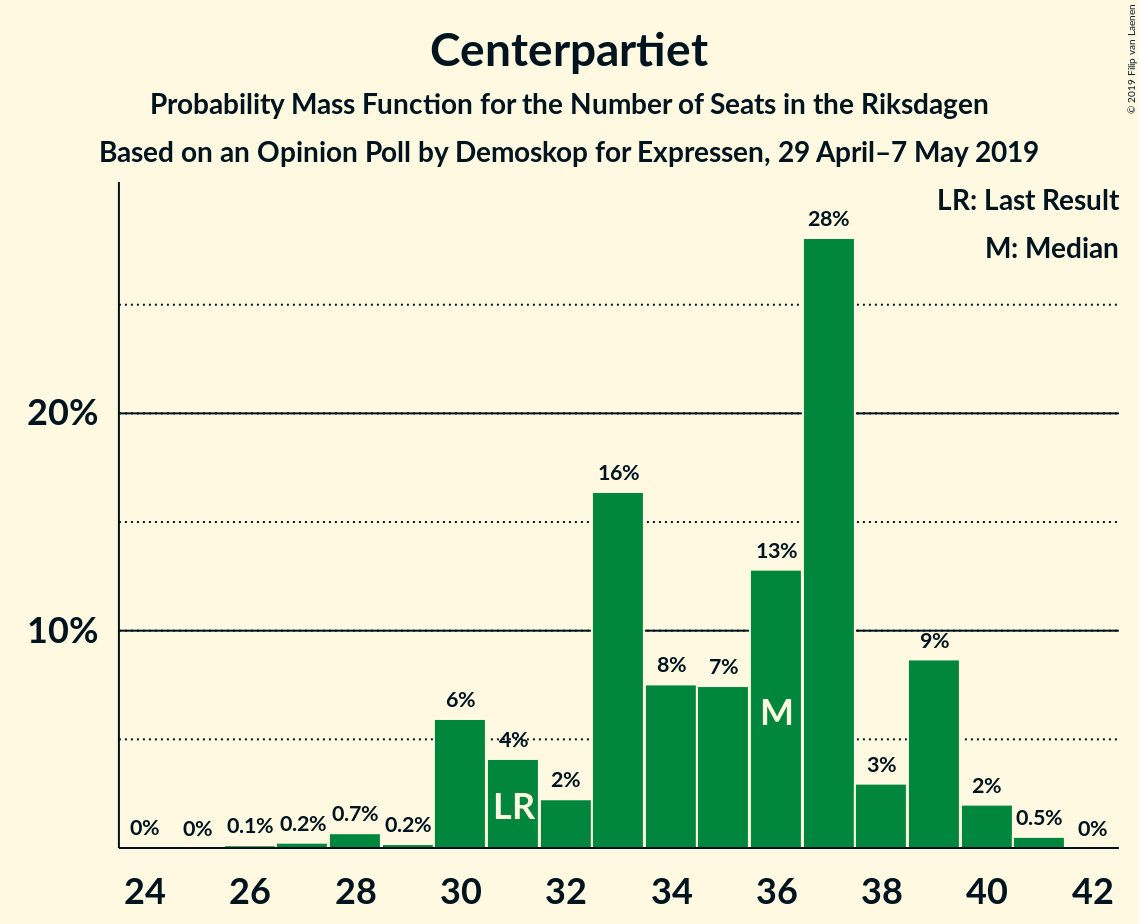 Centerpartiet
Probability Mass Function for the Number of Seats in the Riksdagen
Based on an Opinion Poll by Demoskop for Expressen, 29 April–7 May 2019
© 2019 Filip van Laenen
LR: Last Result
M: Median
28%
20%
16%
13%
10%
9%
8%
7%
6%
4%
2%
3%
2%
M
LR
0%
0%
0.1%
0.2%
0.7%
0.2%
0.5%
0%
24 26 28 30 32 34 36 38 40 42